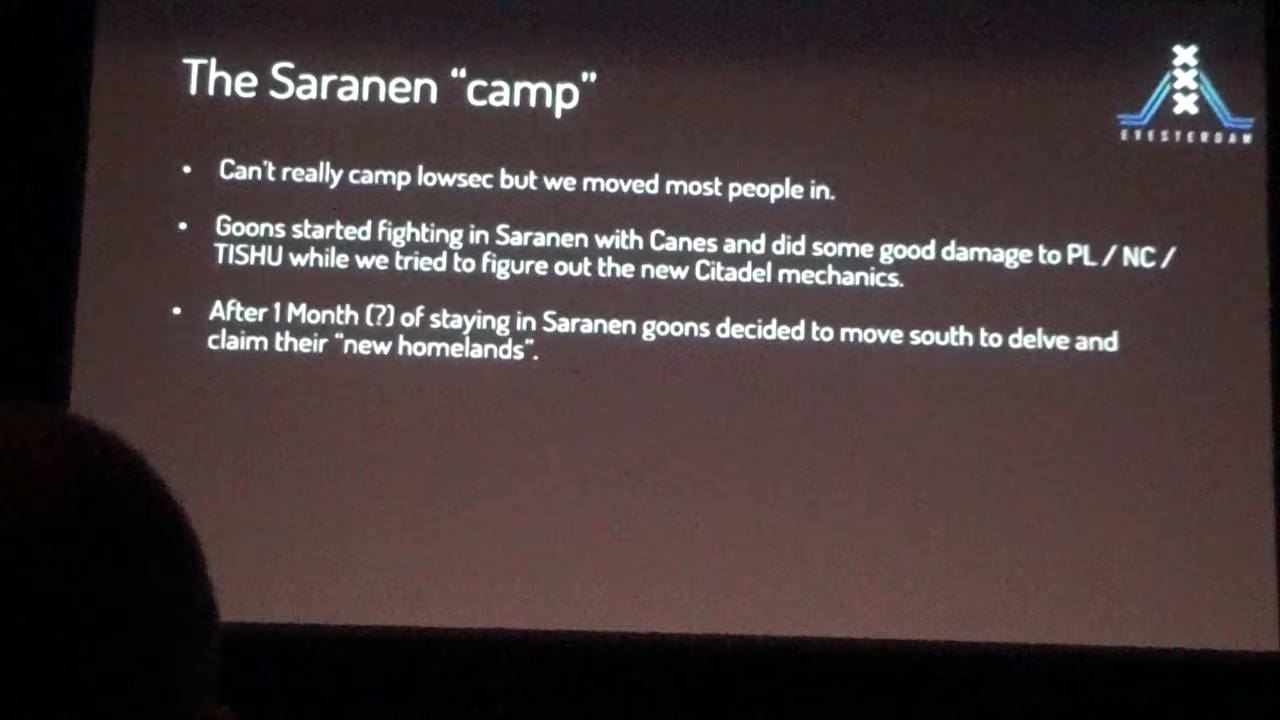 The Saranen “camp”
XXX
EVESTERDAM
• Can't really camp lowsec but we moved most people in.
• Goons started fighting in Saranen with Canes and did some good damage to PL / NC /
TISHU while we tried to figure out the new Citadel mechanics.
• After 1 Month (?) of staying in Saranen goons decided to move south to delve and
claim their "new homelands".